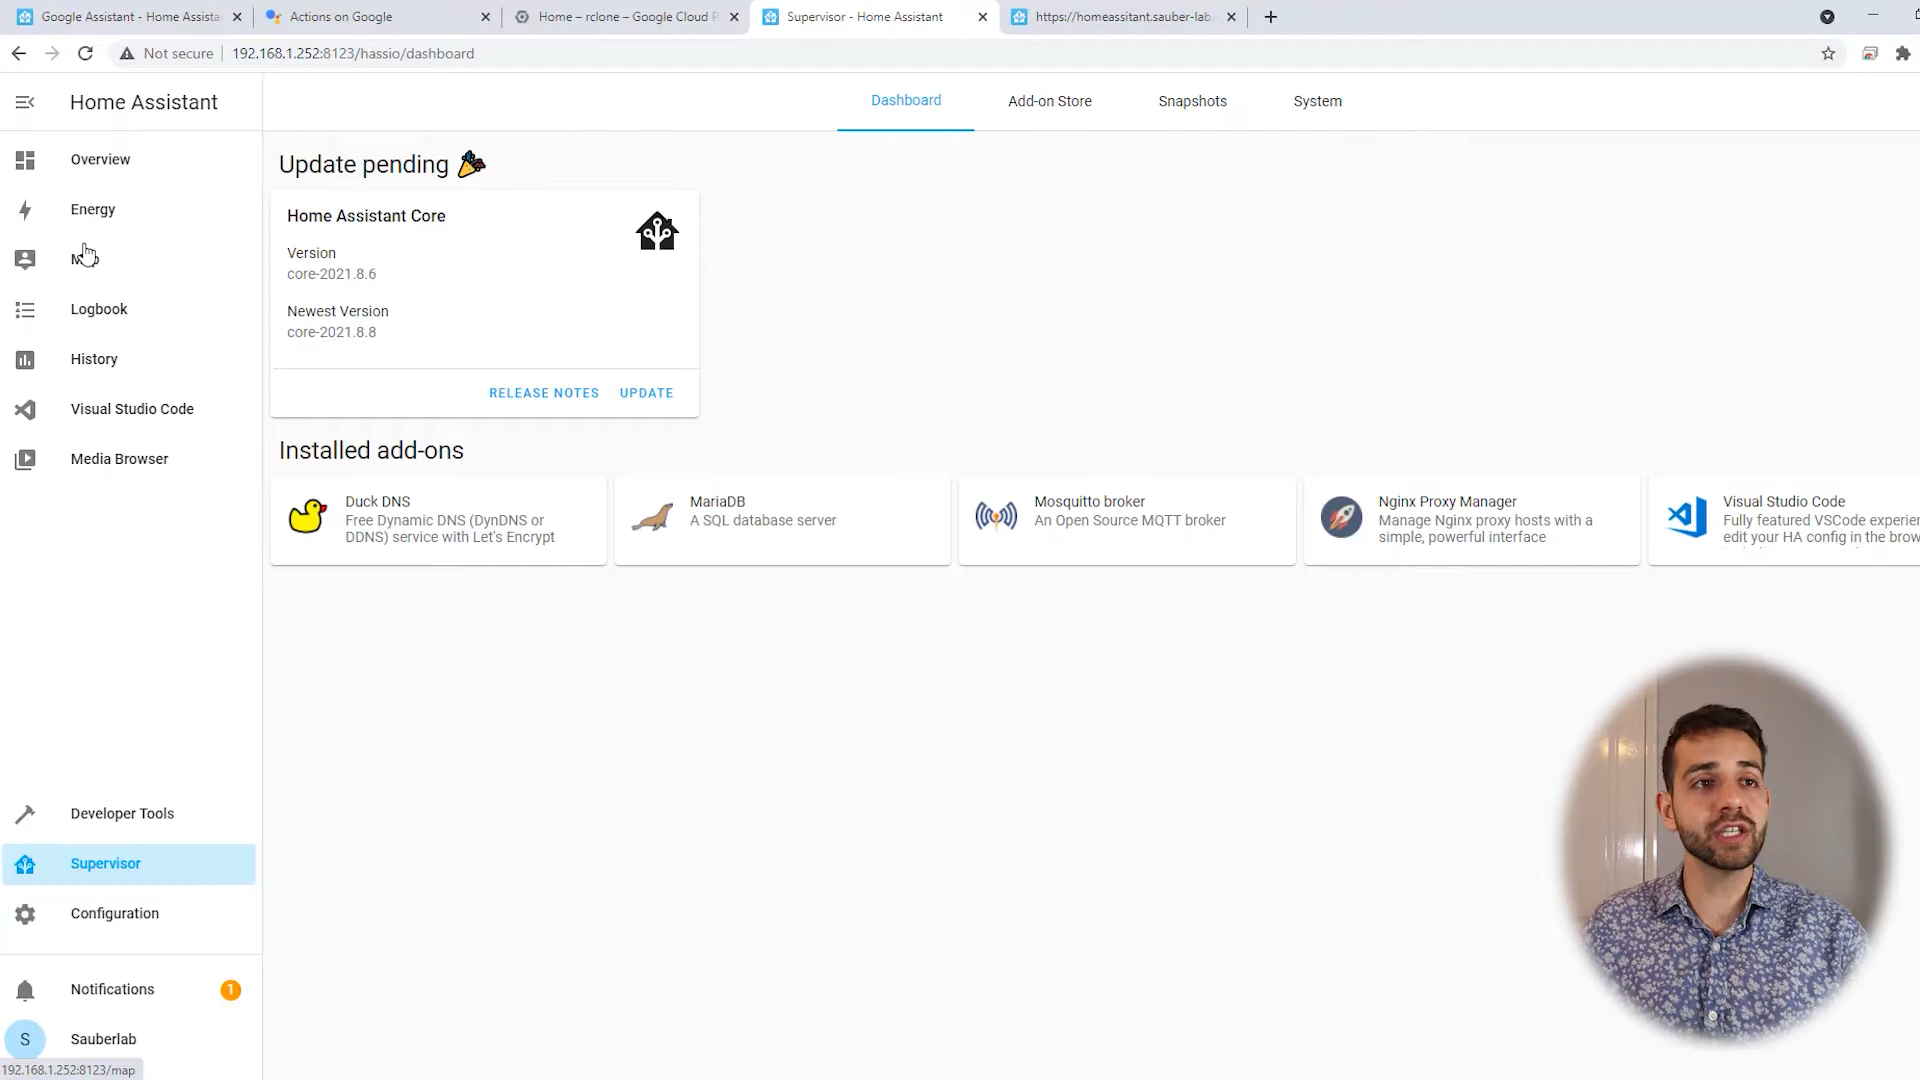 Google Assistant - Home Assista
Actions on Google
Home – rclone – Google Cloud P
Supervisor - Home Assistant
https://homeassitant.sauber-lab.
Not secure
192.168.1.252:8123/hassio/dashboard
Home Assistant
Dashboard
Add-on Store
Snapshots
System
Overview
Energy
Logbook
History
Visual Studio Code
Media Browser
Update pending
Home Assistant Core
Version
core-2021.8.6
Newest Version
core-2021.8.8
RELEASE NOTES
UPDATE
Installed add-ons
Duck DNS
Free Dynamic DNS (DynDNS or
DDNS) service with Let's Encrypt
MariaDB
A SQL database server
Mosquitto broker
An Open Source MQTT broker
Nginx Proxy Manager
Manage Nginx proxy hosts with a
simple, powerful interface
Visual Studio Code
Fully featured VSCode experien
edit your HA config in the brow
Developer Tools
Supervisor
Configuration
Notifications
1
S
Sauberlab
192.168.1.252:8123/map